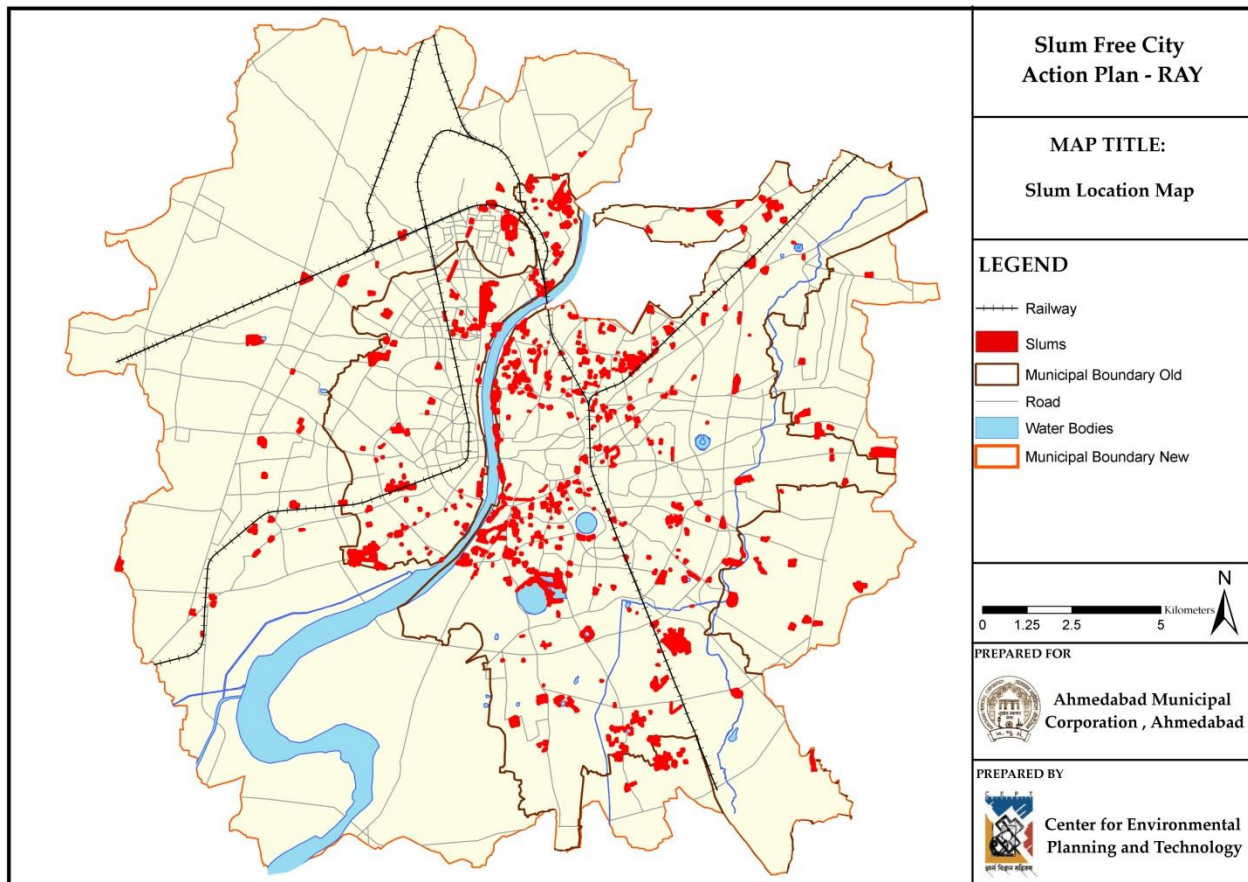 Slum Free City
Action Plan - RAY
MAP TITLE:
Slum Location Map
LEGEND
Railway
Slums
Municipal Boundary Old
Road
Water Bodies
Municipal Boundary New
N
Kilometers
0 1.25 2.5 5
PREPARED FOR
Ahmedabad Municipal
Corporation , Ahmedabad
PREPARED BY
C E P T
Center for Environmental
Planning and Technology